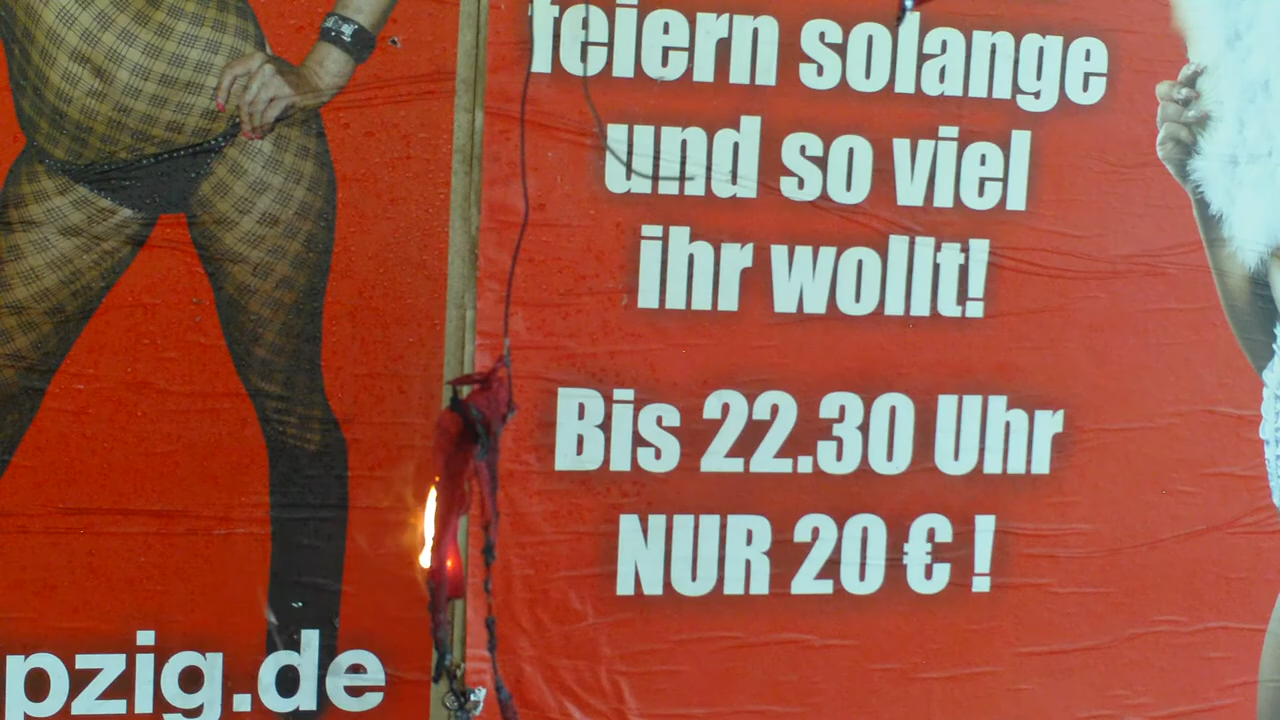 feiern solange
und so viel
ihr wollt!
Bis 22.30 Uhr
NUR 20 € !
pzig.de